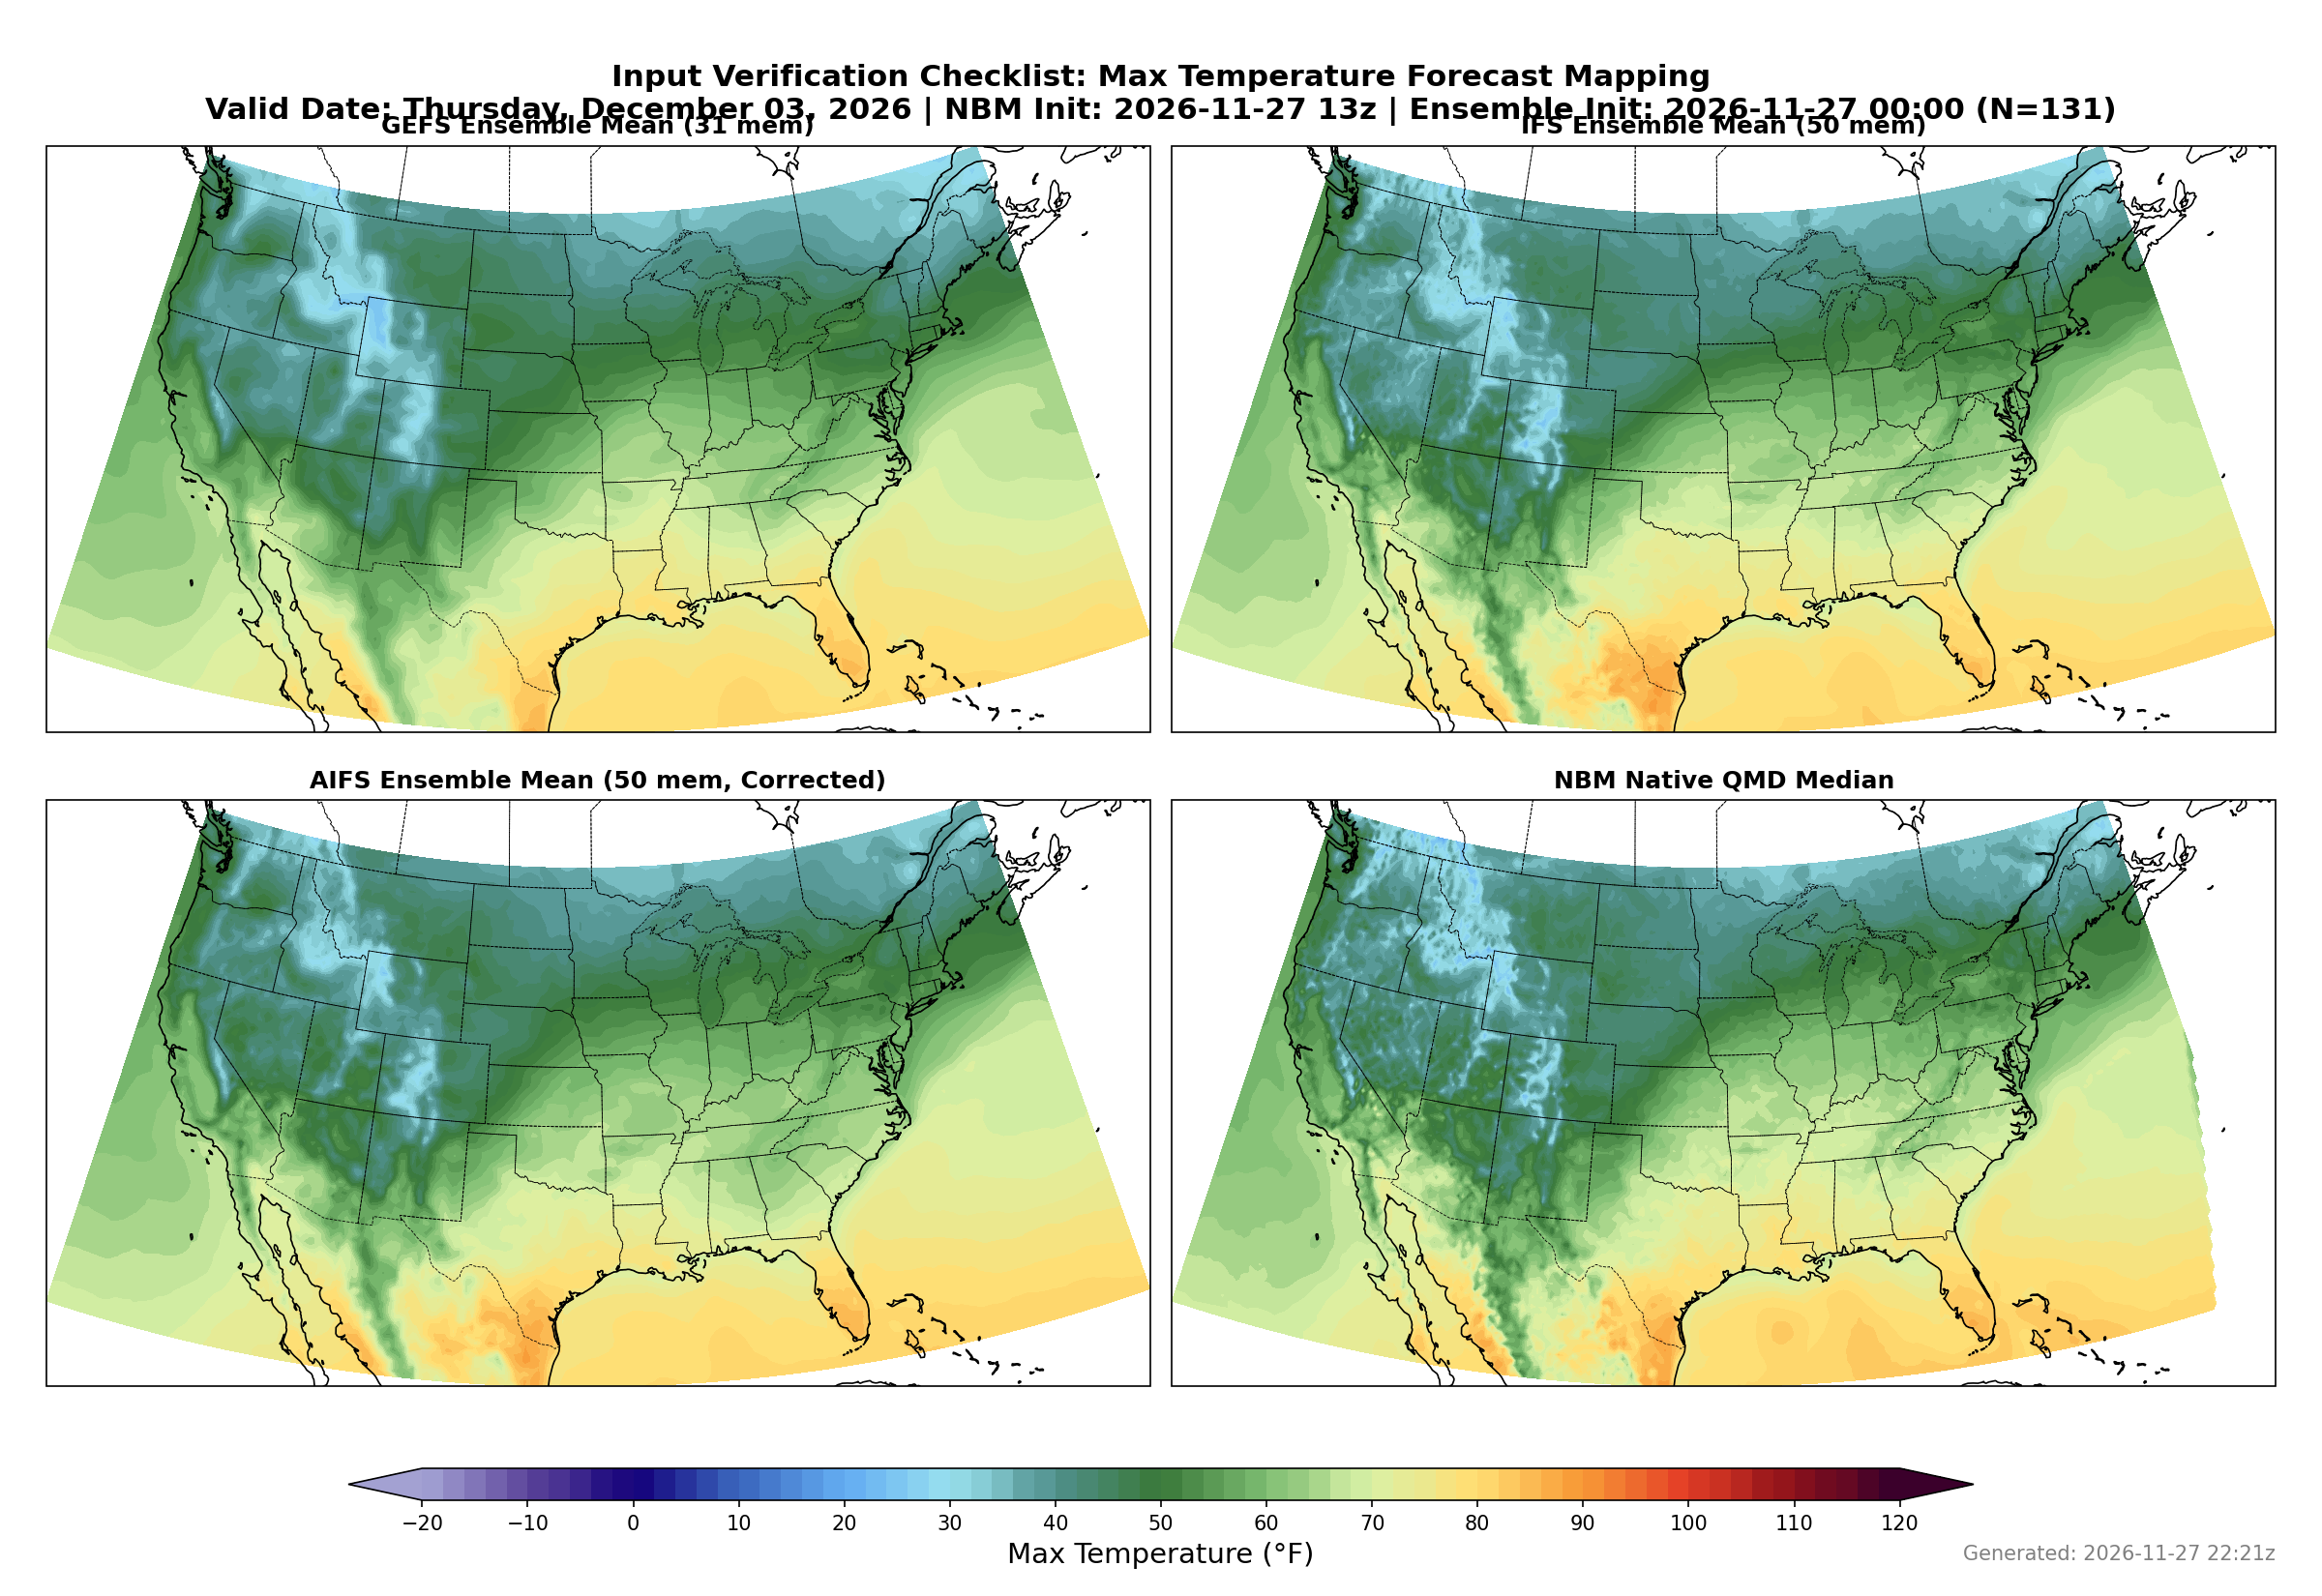 Input Verification Checklist: Max Temperature Forecast Mapping
Valid Date: Thursday, December 03, 2026 | NBM Init: 2026-11-27 13z | Ensemble Init: 2026-11-27 00:00 (N=131)
GEFS Ensemble Mean (31 mem)
IFS Ensemble Mean (50 mem)
AIFS Ensemble Mean (50 mem, Corrected)
NBM Native QMD Median
−20 −10 0 10 20 30 40 50 60 70 80 90 100 110 120
Max Temperature (°F)
Generated: 2026-11-27 22:21z